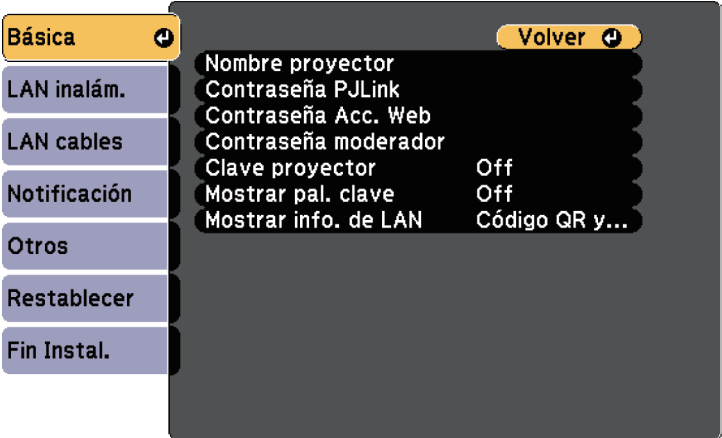 Básica
LAN inalám.
LAN cables
Notificación
Otros
Restablecer
Fin Instal.
Volver
Nombre proyector
Contraseña PJLink
Contraseña Acc. Web
Contraseña moderador
Clave proyector Off
Mostrar pal. clave Off
Mostrar info. de LAN Código QR y...